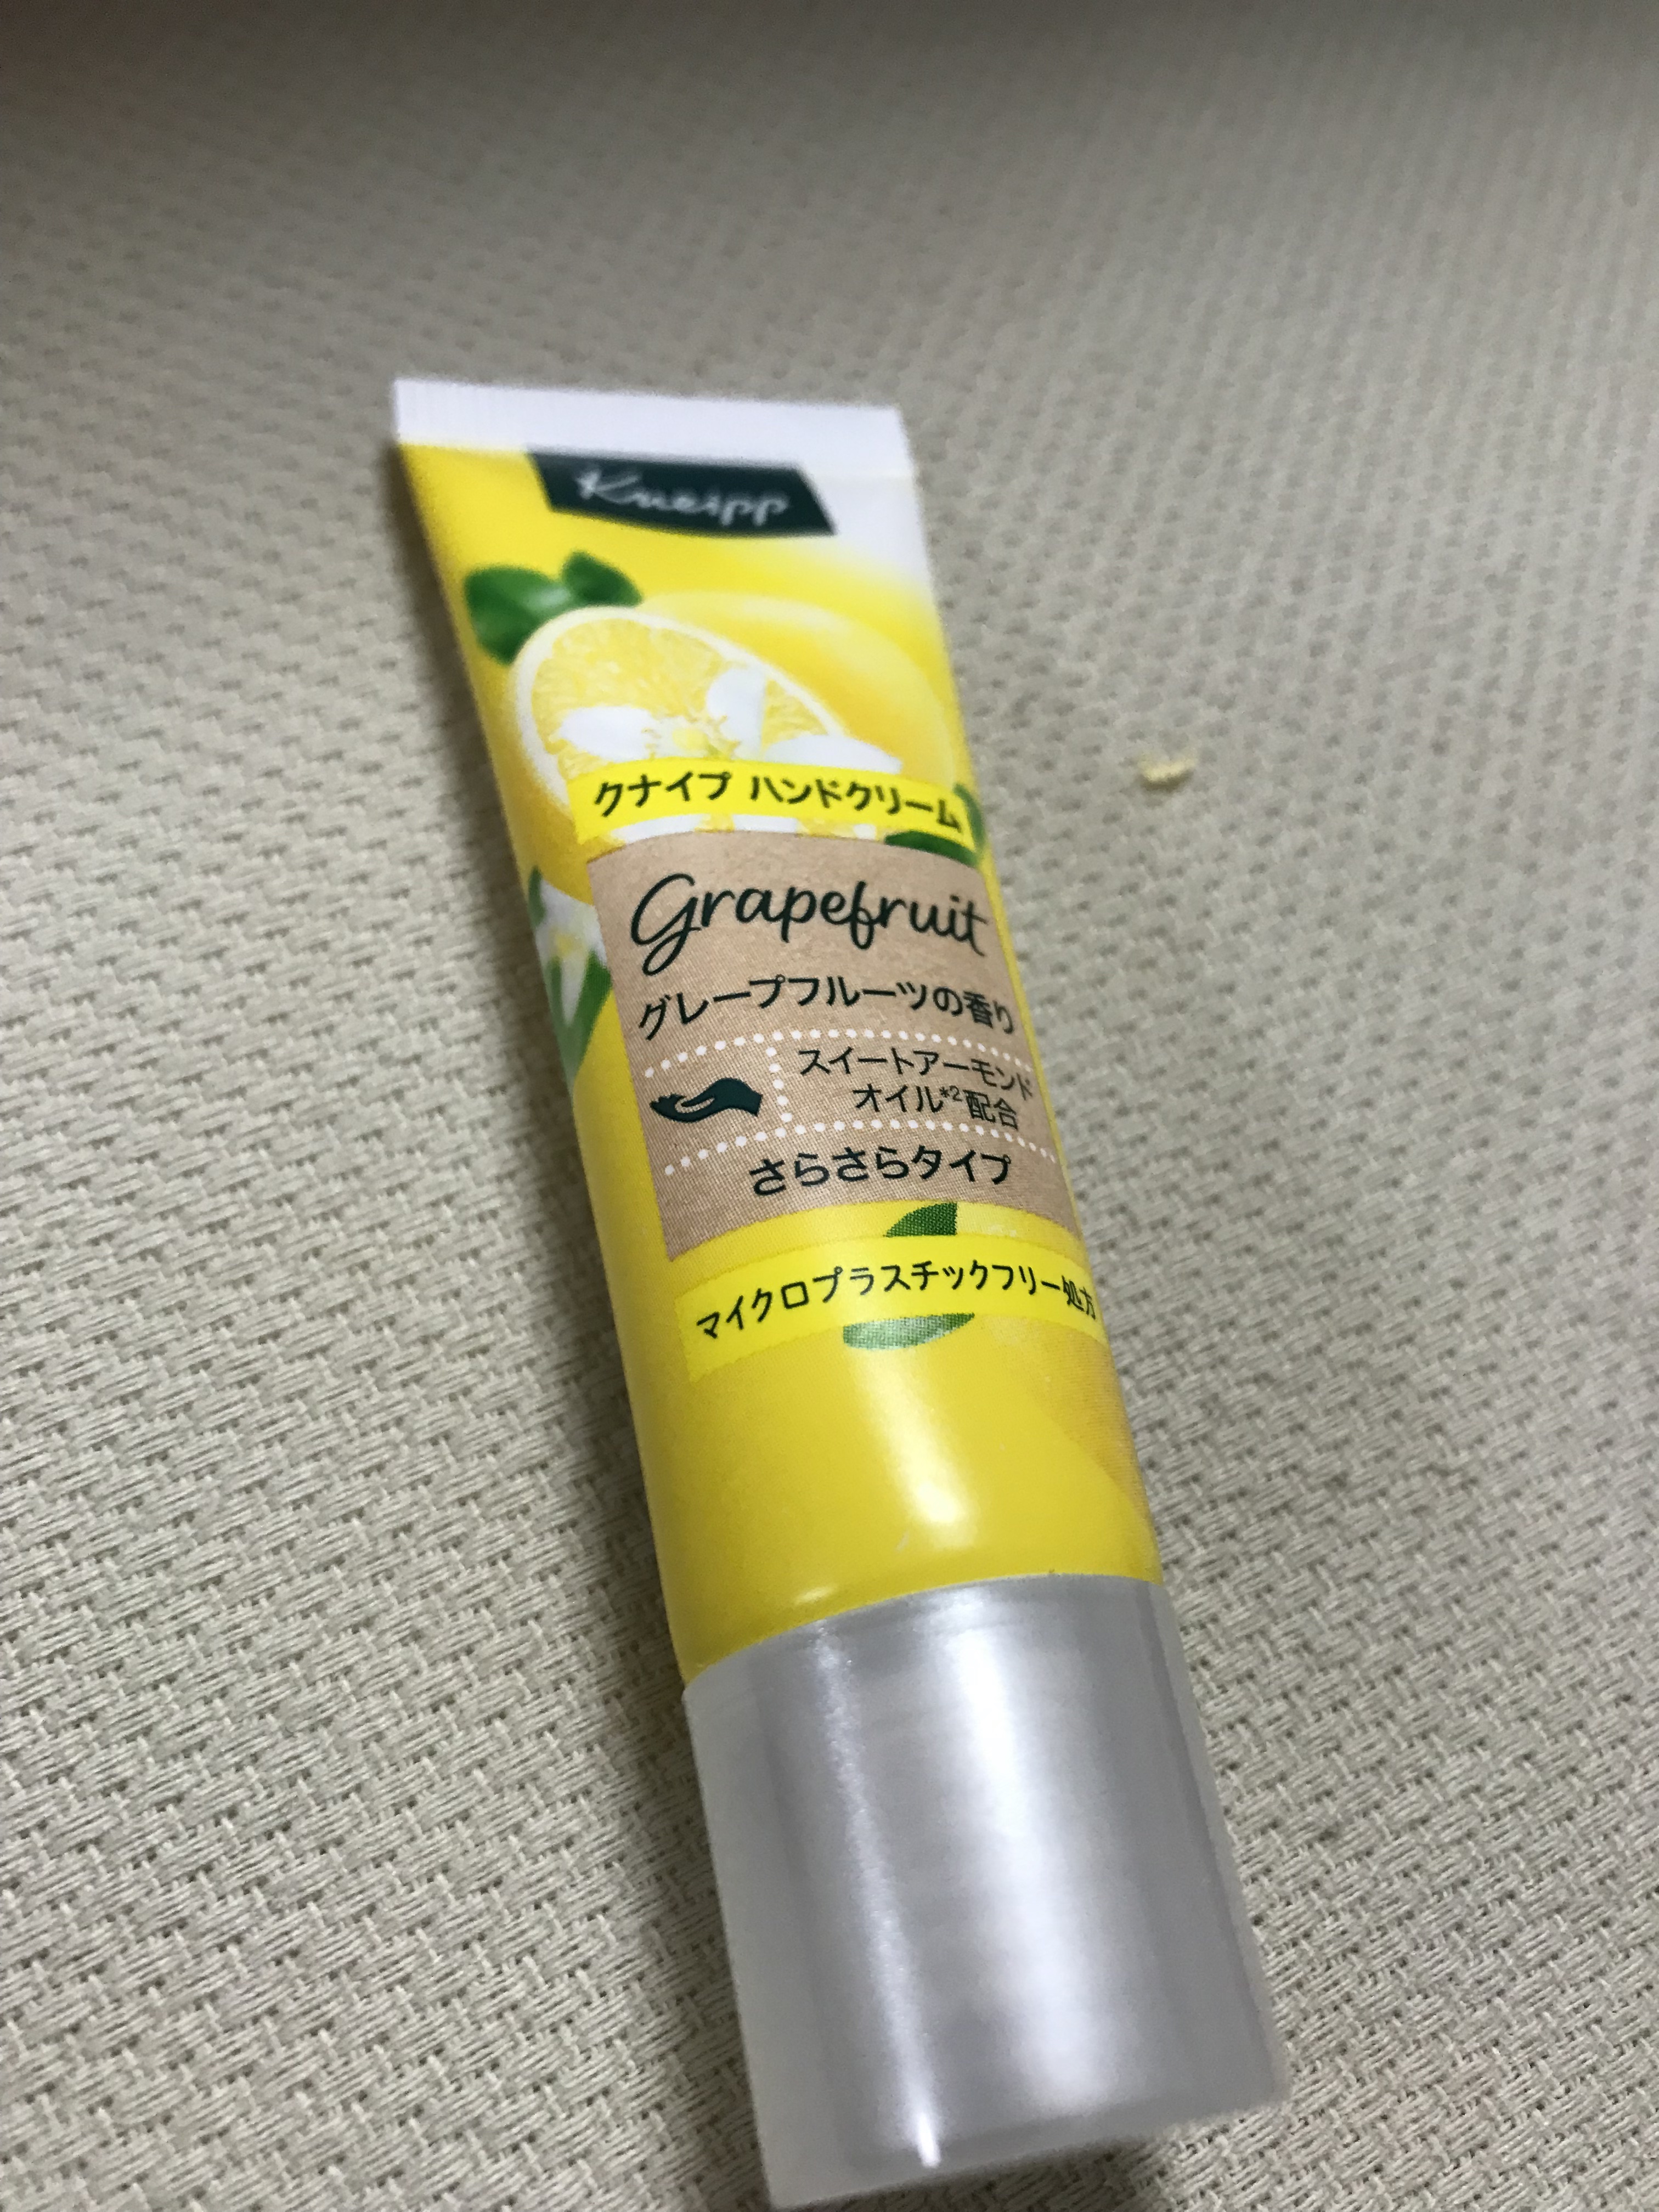 Kneipp
クナイプ ハンドクリーム
Grapefruit
グレープフルーツの香り
スイートアーモンド
オイル*2配合
さらさらタイプ
マイクロプラスチックフリー処方